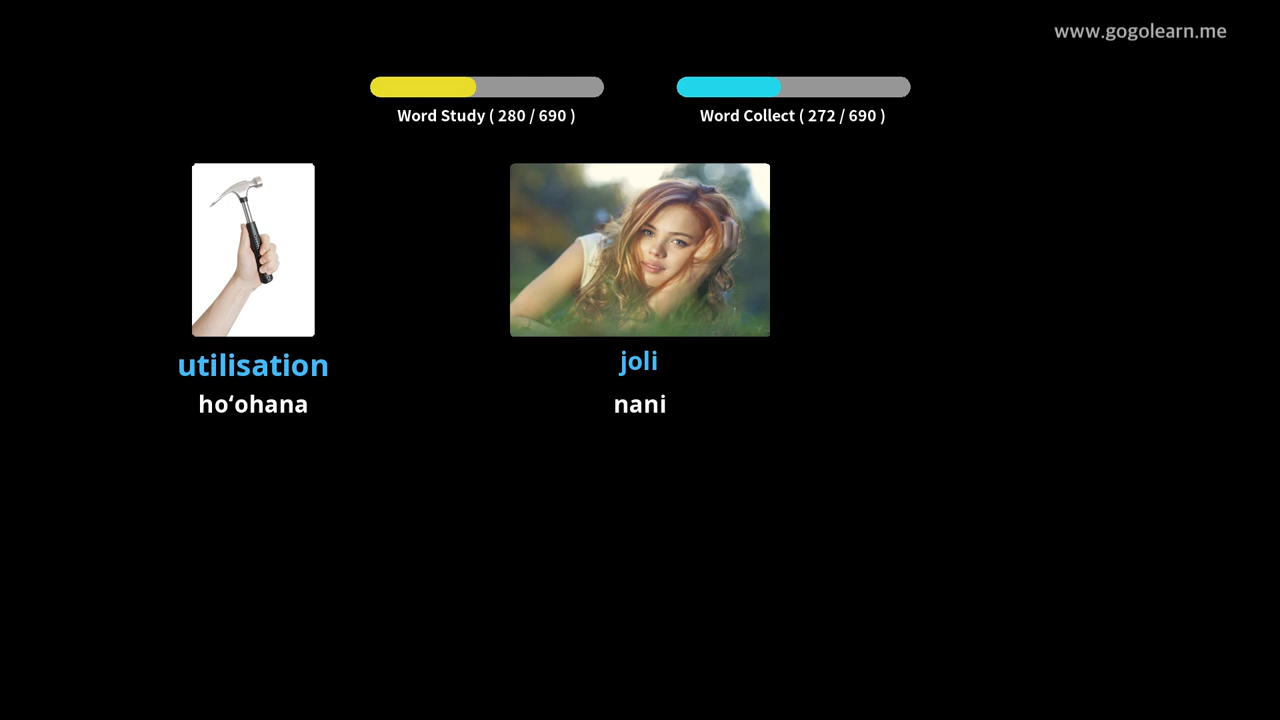 www.gogolearn.me
Word Study ( 280 / 690 )
Word Collect ( 272 / 690 )
utilisation
joli
hoʻohana
nani